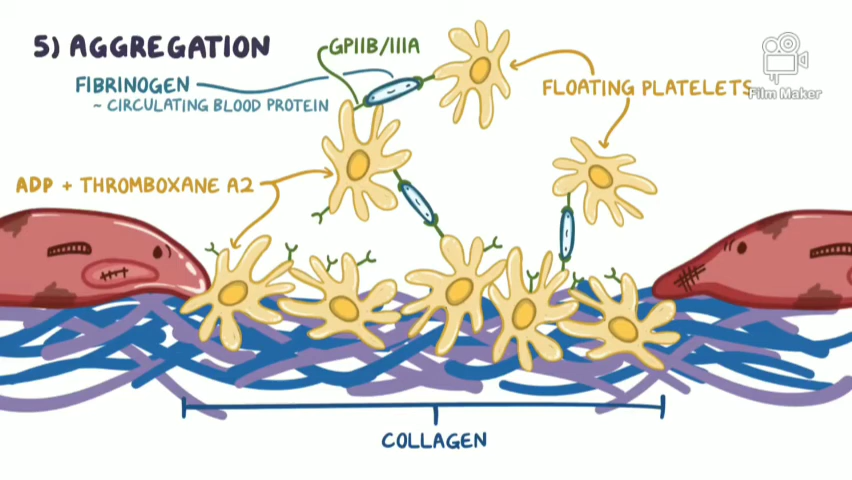 5) AGGREGATION
GPIIB/IIIA
FIBRINOGEN
~ CIRCULATING BLOOD PROTEIN
FLOATING PLATELETS
Film Maker
ADP + THROMBOXANE A2
COLLAGEN